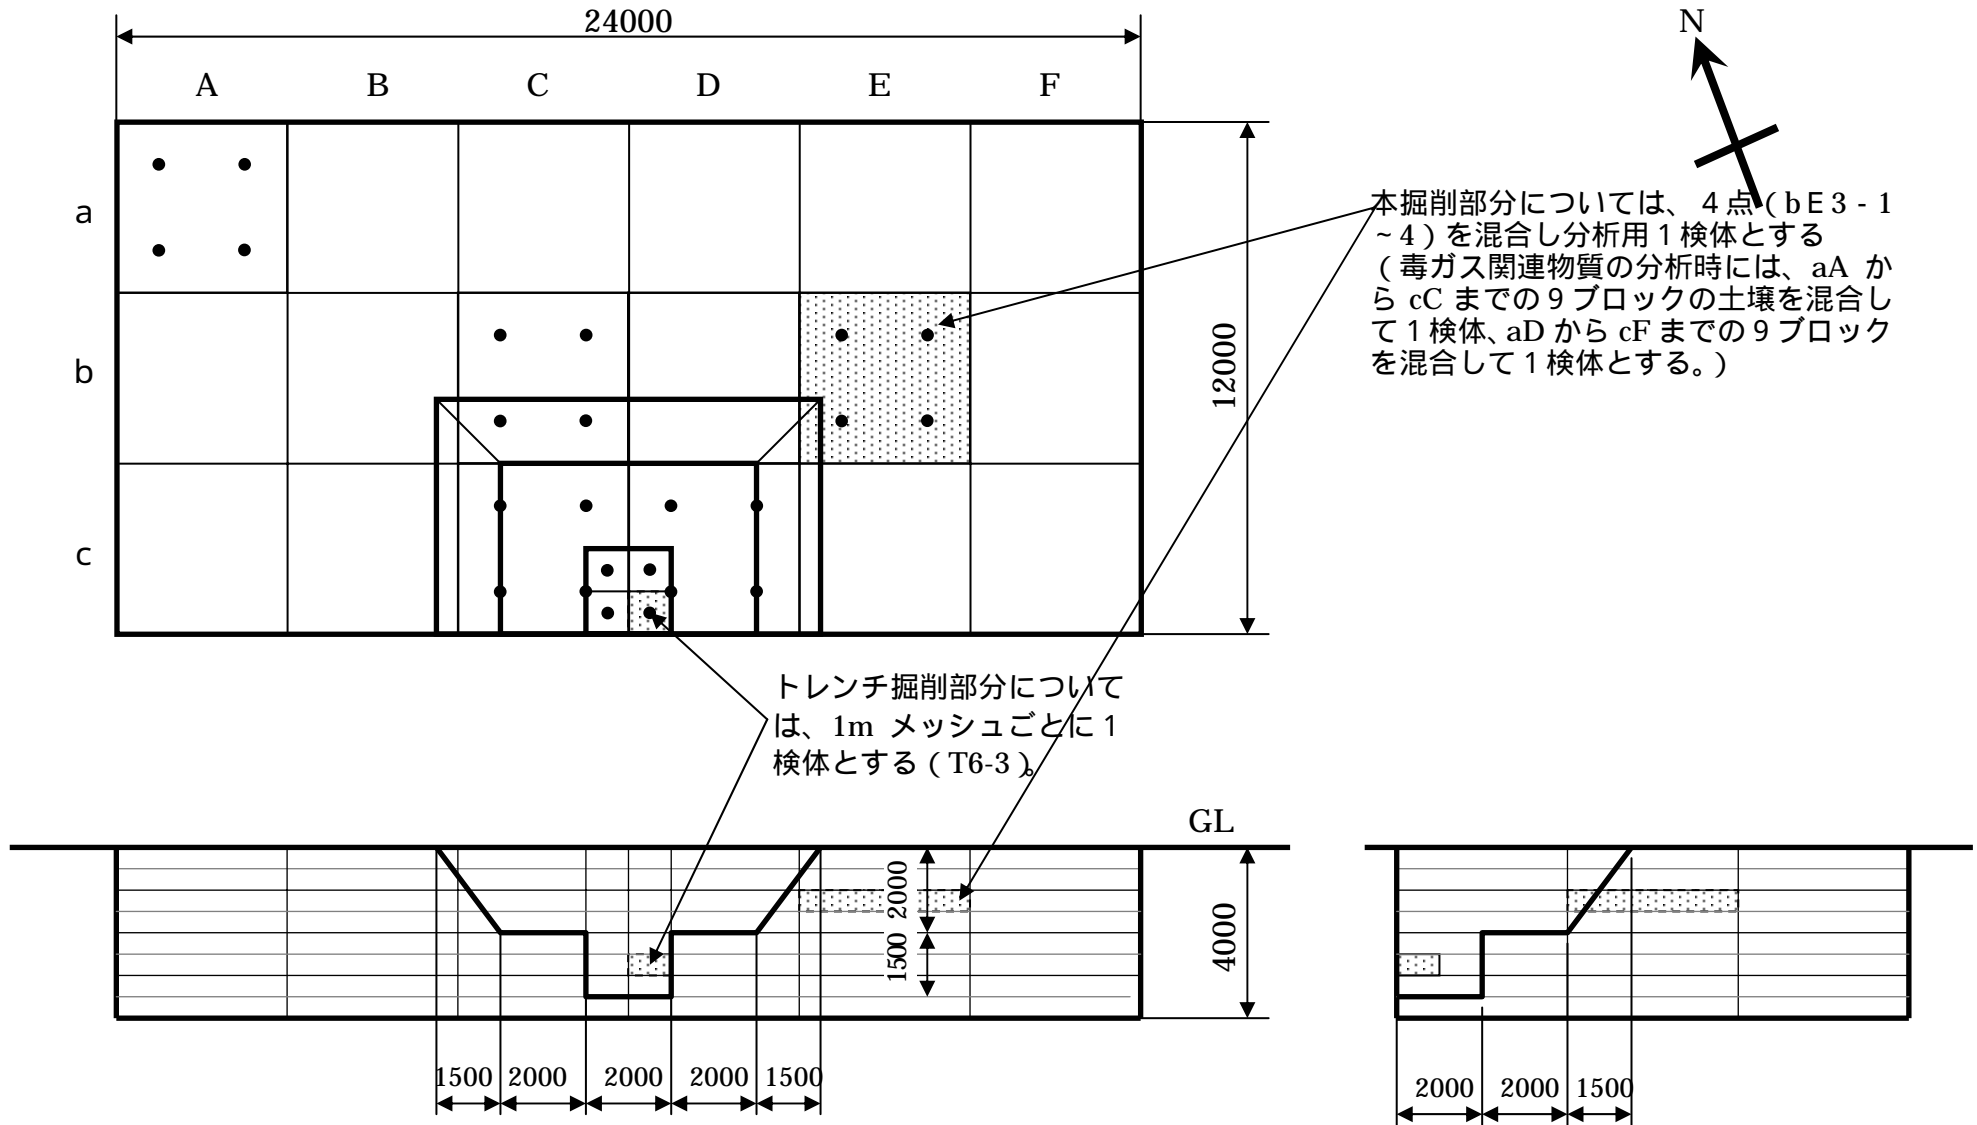 24000
N
A B C D E F
a
b
c
12000
本掘削部分については、４点(bE3-1
~4)を混合し分析用１検体とする
(毒ガス関連物質の分析時には、aA か
ら cC までの９ブロックの土壌を混合し
て１検体、aD から cF までの９ブロック
を混合して１検体とする。)
トレンチ掘削部分について
は、1m メッシュごとに１
検体とする(T6-3)。
GL
2000
1500
4000
1500 2000 2000 2000 1500
2000 2000 1500